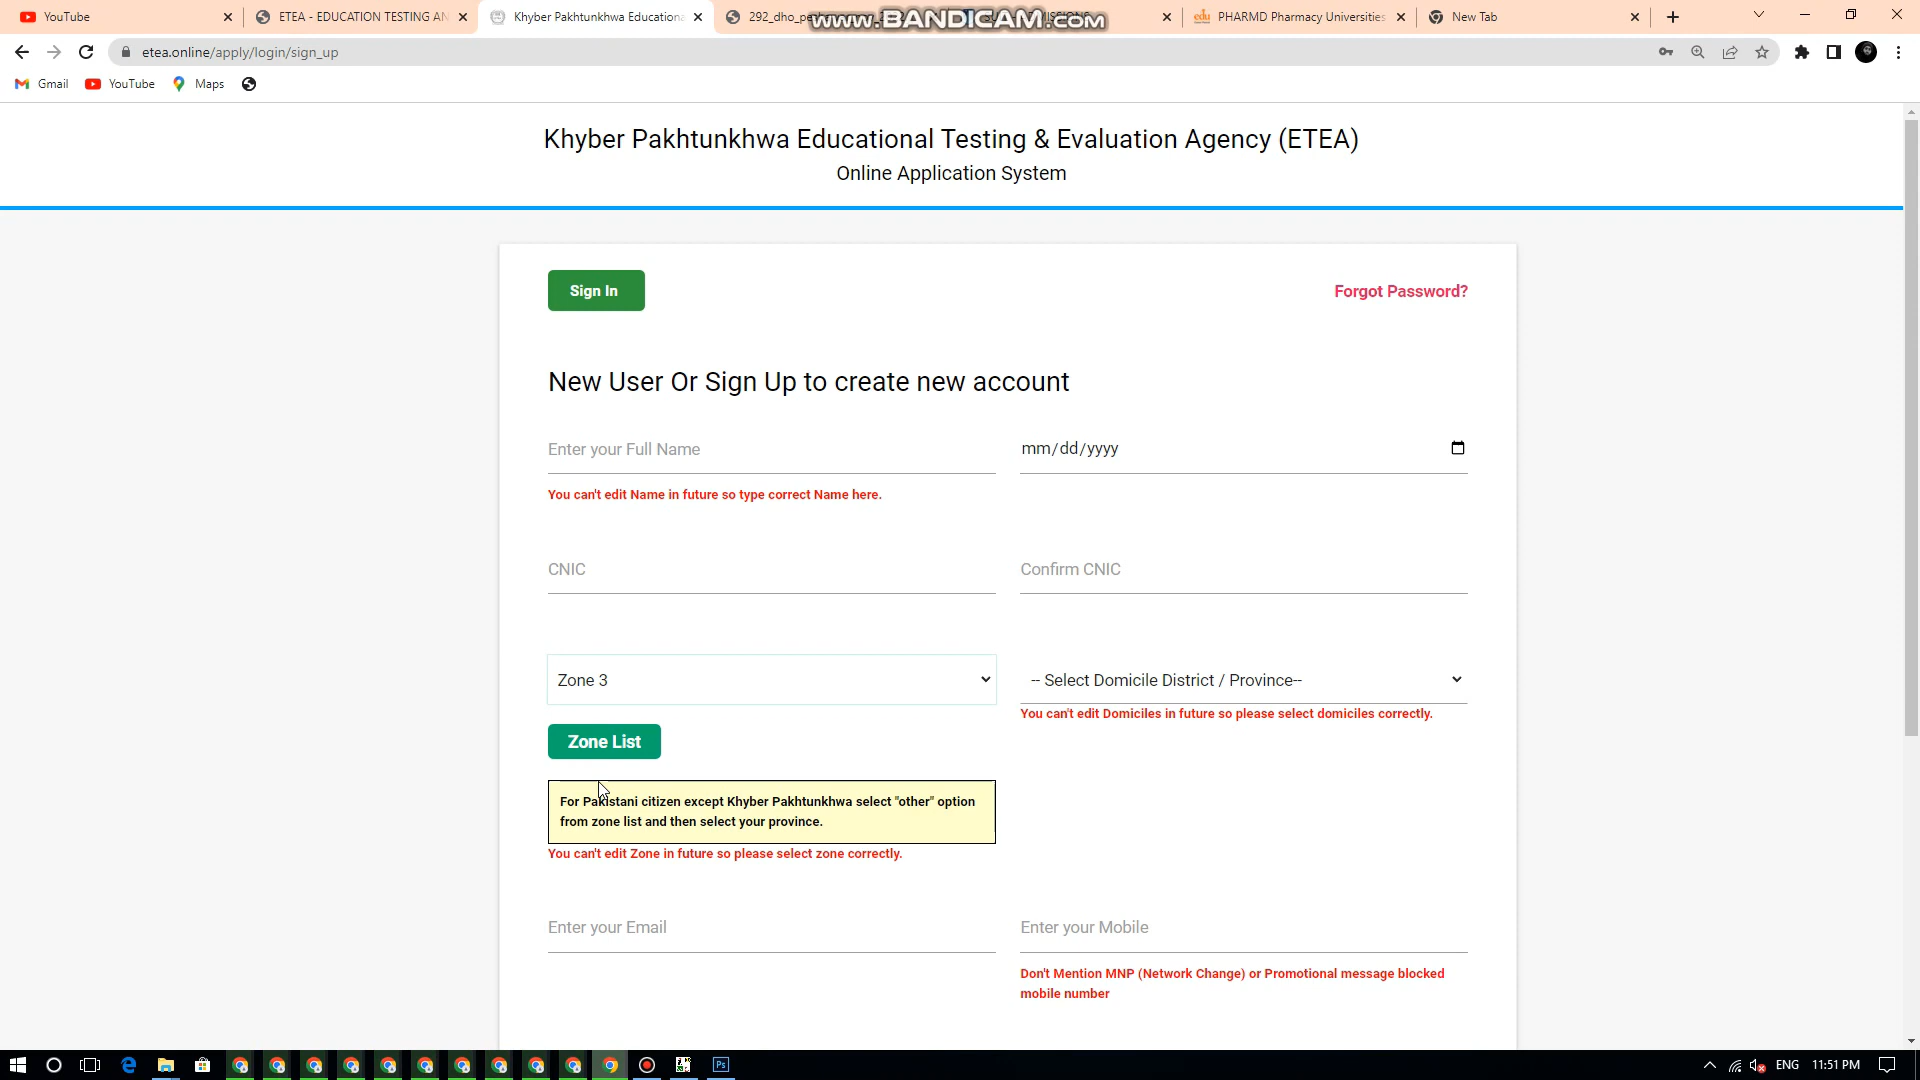 YouTube
ETEA - EDUCATION TESTING AN
Khyber Pakhtunkhwa Educationa
292_dho_pe
www.BANDICAM.com
PHARMD Pharmacy Universities
New Tab
etea.online/apply/login/sign_up
Gmail
YouTube
Maps
Khyber Pakhtunkhwa Educational Testing & Evaluation Agency (ETEA)
Online Application System
Sign In
Forgot Password?
New User Or Sign Up to create new account
Enter your Full Name
mm/dd/yyyy
You can't edit Name in future so type correct Name here.
CNIC
Confirm CNIC
Zone 3
-- Select Domicile District / Province--
You can't edit Domiciles in future so please select domiciles correctly.
Zone List
For Pakistani citizen except Khyber Pakhtunkhwa select "other" option
from zone list and then select your province.
You can't edit Zone in future so please select zone correctly.
Enter your Email
Enter your Mobile
Don't Mention MNP (Network Change) or Promotional message blocked
mobile number
Ps
ENG
11:51 PM